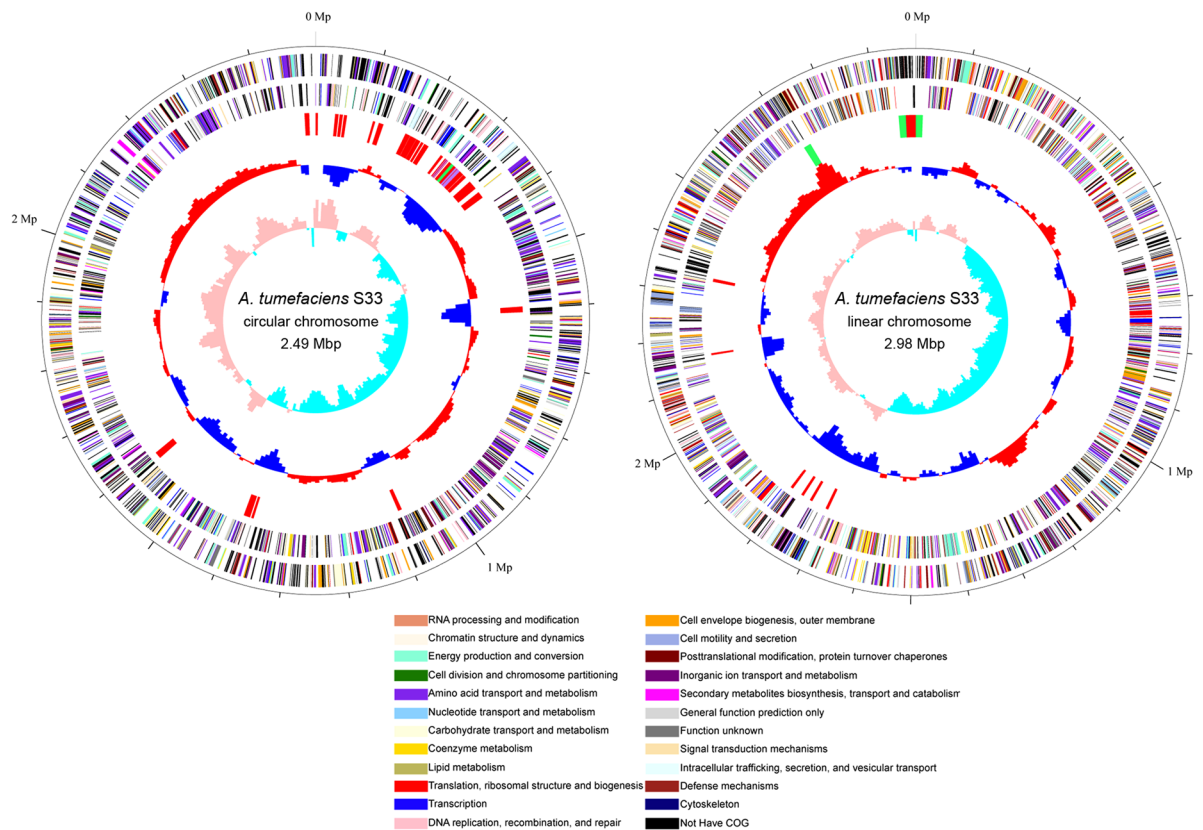 0 Mp
0 Mp
2 Mp
A. tumefaciens S33
circular chromosome
2.49 Mbp
A. tumefaciens S33
linear chromosome
2.98 Mbp
1 Mp
2 Mp
1 Mp
RNA processing and modification
Chromatin structure and dynamics
Energy production and conversion
Cell division and chromosome partitioning
Amino acid transport and metabolism
Nucleotide transport and metabolism
Carbohydrate transport and metabolism
Coenzyme metabolism
Lipid metabolism
Translation, ribosomal structure and biogenesis
Transcription
DNA replication, recombination, and repair
Cell envelope biogenesis, outer membrane
Cell motility and secretion
Posttranslational modification, protein turnover chaperones
Inorganic ion transport and metabolism
Secondary metabolites biosynthesis, transport and catabolism
General function prediction only
Function unknown
Signal transduction mechanisms
Intracellular trafficking, secretion, and vesicular transport
Defense mechanisms
Cytoskeleton
Not Have COG